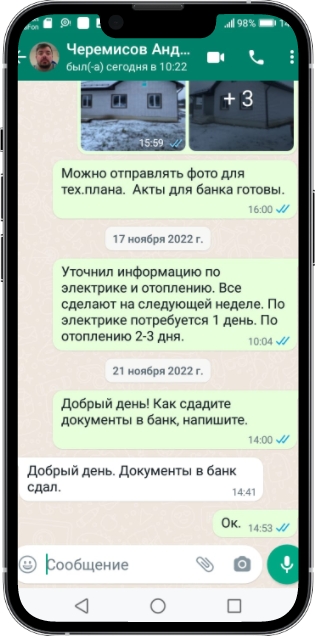 98%
Черемисов Анд...
был(-а) сегодня в 10:22
+ 3
15:59
Можно отправлять фото для
тех.плана. Акты для банка готовы.
16:00
17 ноября 2022 г.
Уточнил информацию по
электрике и отоплению. Все
сделают на следующей неделе. По
электрике потребуется 1 день. По
отоплению 2-3 дня.
10:04
21 ноября 2022 г.
Добрый день! Как сдадите
документы в банк, напишите.
14:00
Добрый день. Документы в банк
сдал.
14:41
Ок. 14:53
Сообщение